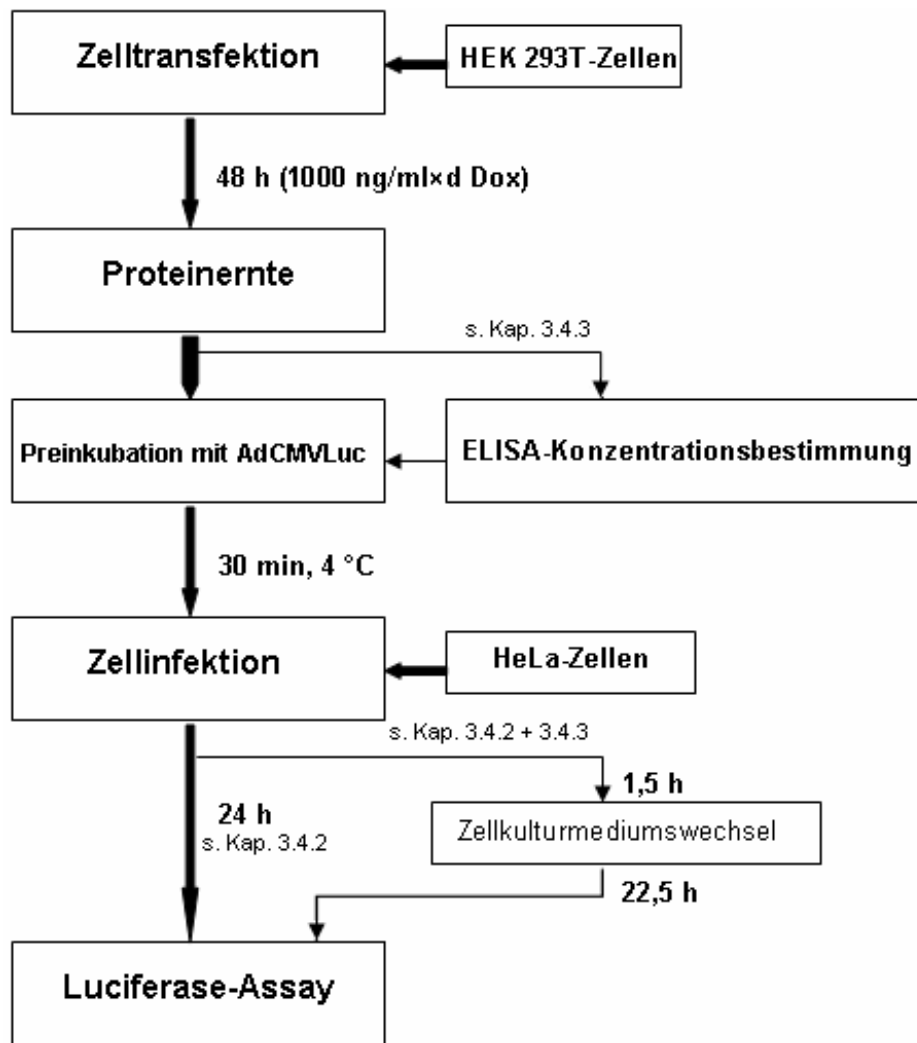 Zelltransfektion
HEK 293T-Zellen
48 h (1000 ng/ml×d Dox)
Proteinernte
s. Kap. 3.4.3
Preinkubation mit AdCMVLuc
ELISA-Konzentrationsbestimmung
30 min, 4 °C
Zellinfektion
HeLa-Zellen
s. Kap. 3.4.2 + 3.4.3
24 h
s. Kap. 3.4.2
1,5 h
Zellkulturmediumswechsel
22,5 h
Luciferase-Assay